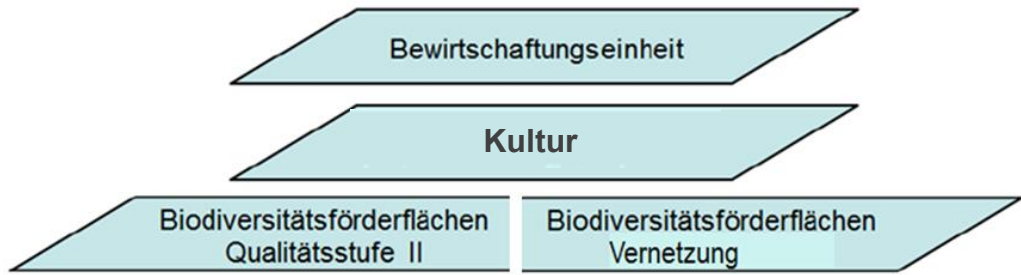 Bewirtschaftungseinheit
Kultur
Biodiversitätsförderflächen
Qualitätsstufe II
Biodiversitätsförderflächen
Vernetzung